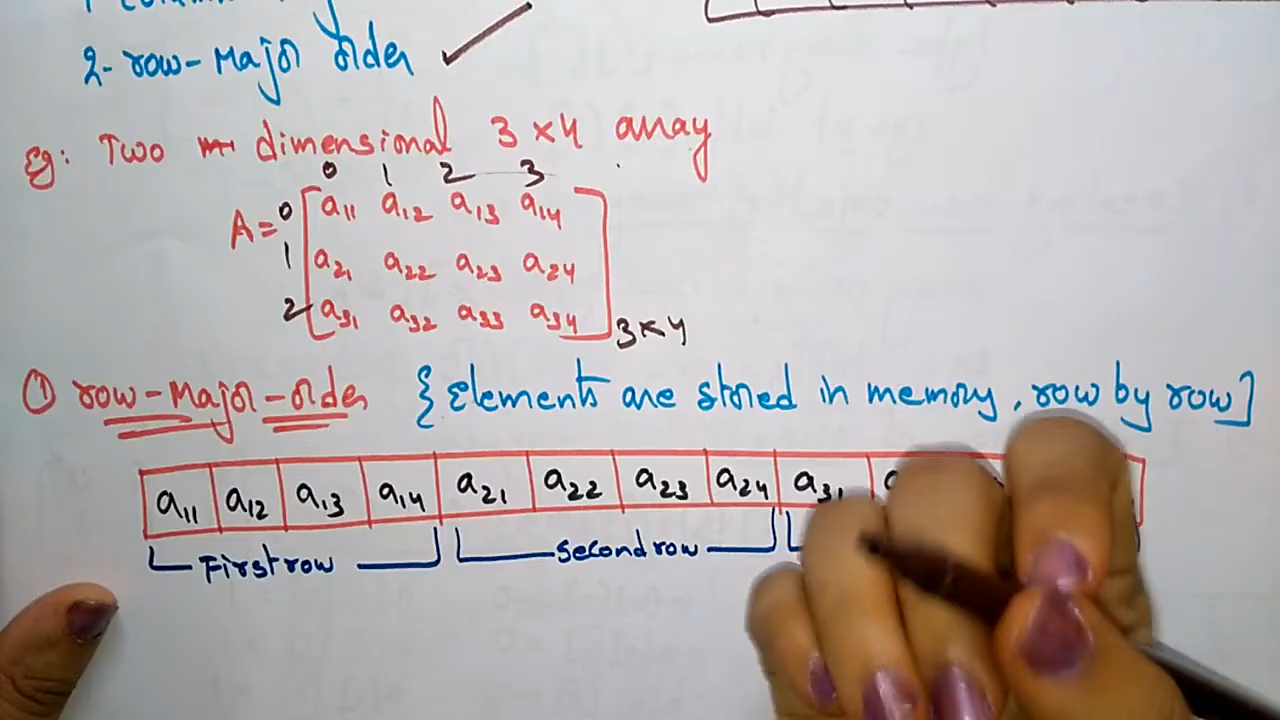 2- row-Major order
Eg: Two dimensional 3×4 array
0 1 2 3
A= 0 a11 a12 a13 a14
1 a21 a22 a23 a24
2 a31 a32 a33 a34
3×4
① row-Major-order {Elements are stored in memory, row by row]
a11 a12 a13 a14 a21 a22 a23 a24 a31
First row Second row